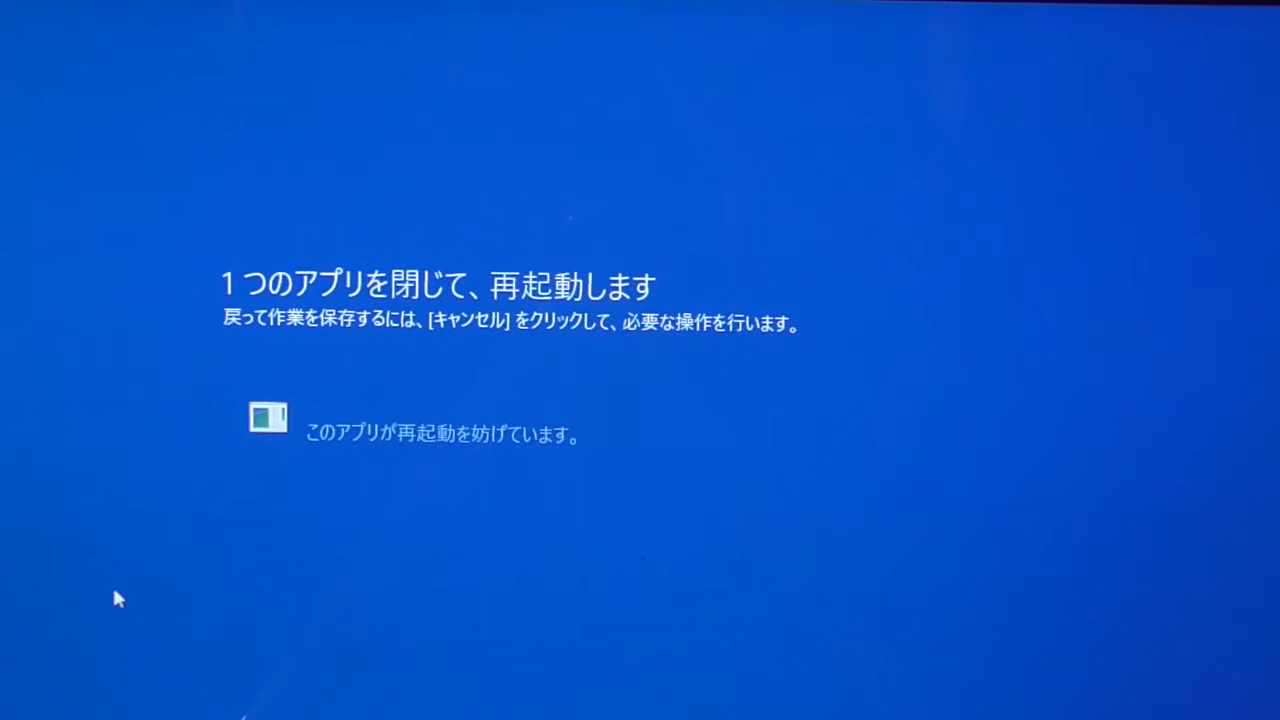 1 つのアプリを閉じて、再起動します
戻って作業を保存するには、[キャンセル] をクリックして、必要な操作を行います。
このアプリが再起動を妨げています。